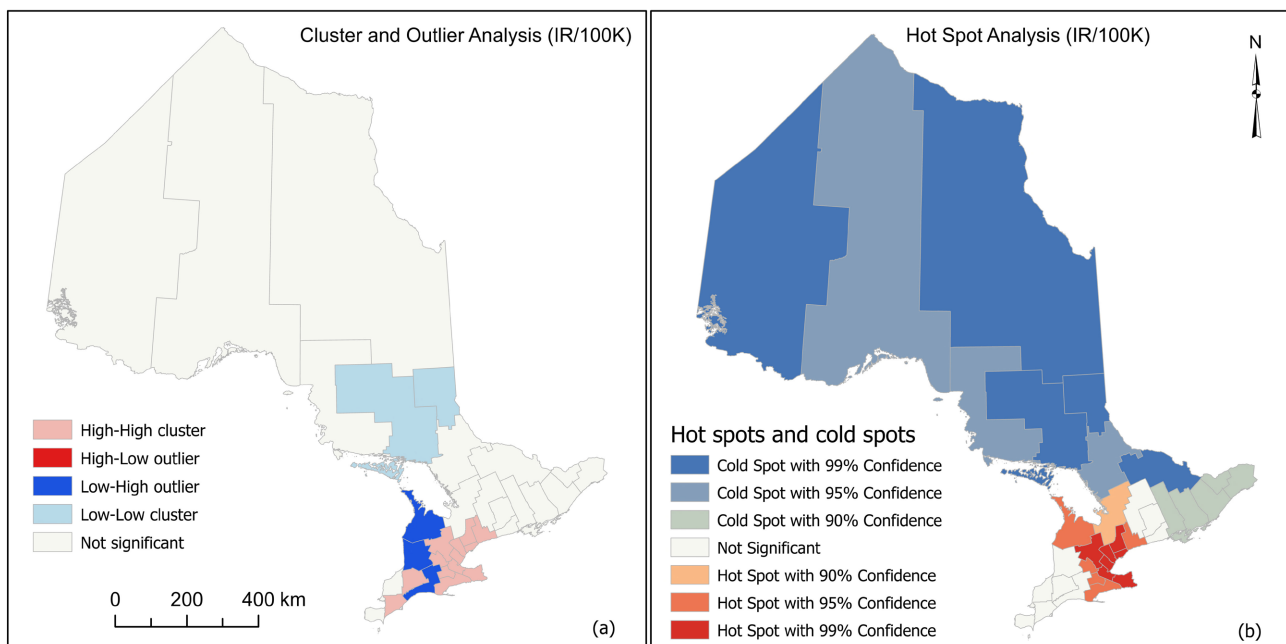 Cluster and Outlier Analysis (IR/100K)
High-High cluster
High-Low outlier
Low-High outlier
Low-Low cluster
Not significant
0 200 400 km
(a)
Hot Spot Analysis (IR/100K)
N
Hot spots and cold spots
Cold Spot with 99% Confidence
Cold Spot with 95% Confidence
Cold Spot with 90% Confidence
Not Significant
Hot Spot with 90% Confidence
Hot Spot with 95% Confidence
Hot Spot with 99% Confidence
(b)